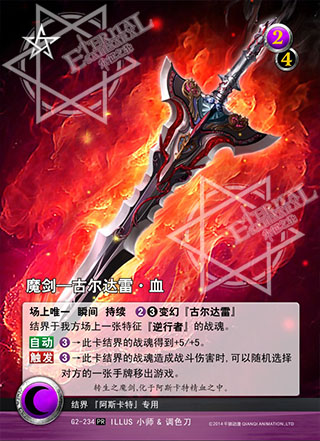 ETERNAL
②
④
ETERNAL
魔剑—古尔达雷·血
场上唯一 瞬间 持续 ②③变幻『古尔达雷』
结界于我方场上一张特征『逆行者』的战魂。
自动 ③→此卡结界的战魂得到+5/+5。
触发 ③→此卡结界的战魂造成战斗伤害时,可以随机选择
对方的一张手牌移出游戏。
转生之魔剑,化于阿斯卡特精血之中。
结界 『阿斯卡特』专用
G2-234 PR ILLUS 小师 & 调色刀
©2014千骐动漫 QIANQI ANIMATION.,LTD